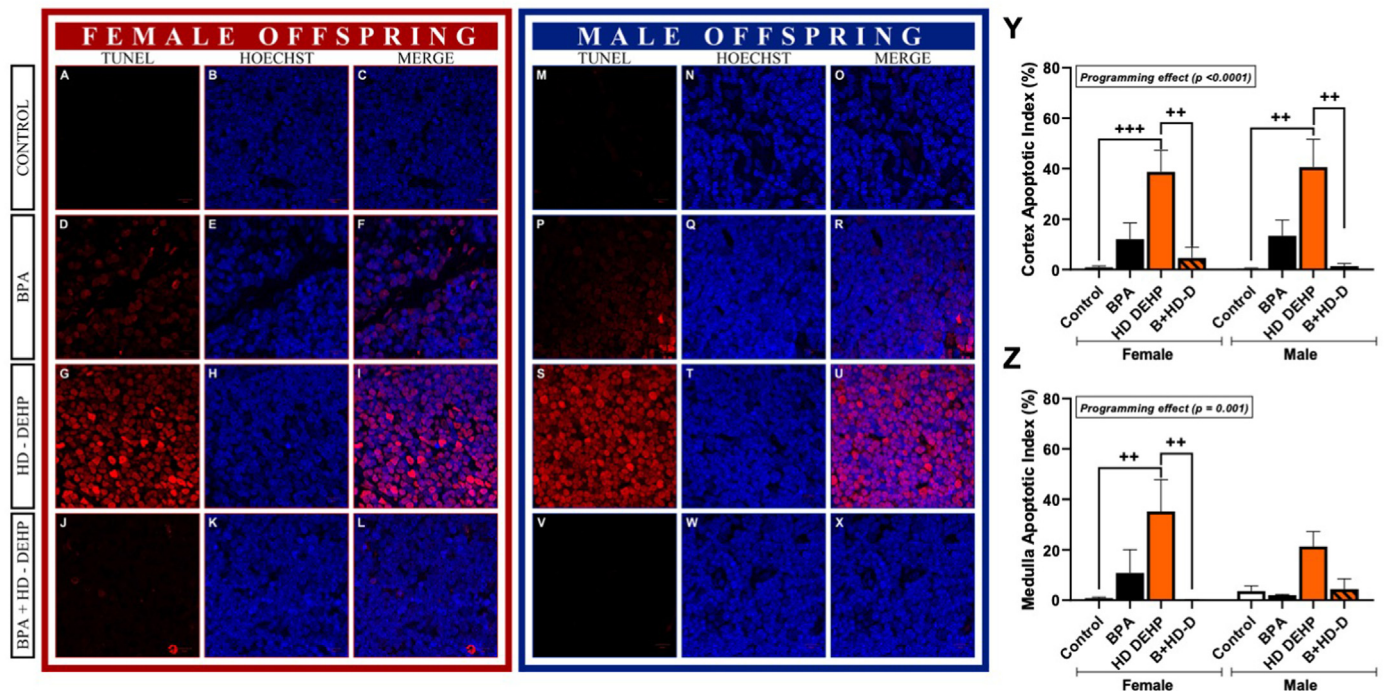 FEMALE OFFSPRING
TUNEL HOECHST MERGE
CONTROL
A B C
BPA
D E F
HD - DEHP
G H I
BPA + HD - DEHP
J K L
MALE OFFSPRING
TUNEL HOECHST MERGE
M N O
P Q R
S T U
V W X
Y
Cortex Apoptotic Index (%)
80
60
40
20
0
Programming effect (p <0.0001)
+++ ++ ++ ++
Control BPA HD DEHP B+HD-D Control BPA HD DEHP B+HD-D
Female Male
Z
Medulla Apoptotic Index (%)
80
60
40
20
0
Programming effect (p = 0.001)
++ ++
Control BPA HD DEHP B+HD-D Control BPA HD DEHP B+HD-D
Female Male